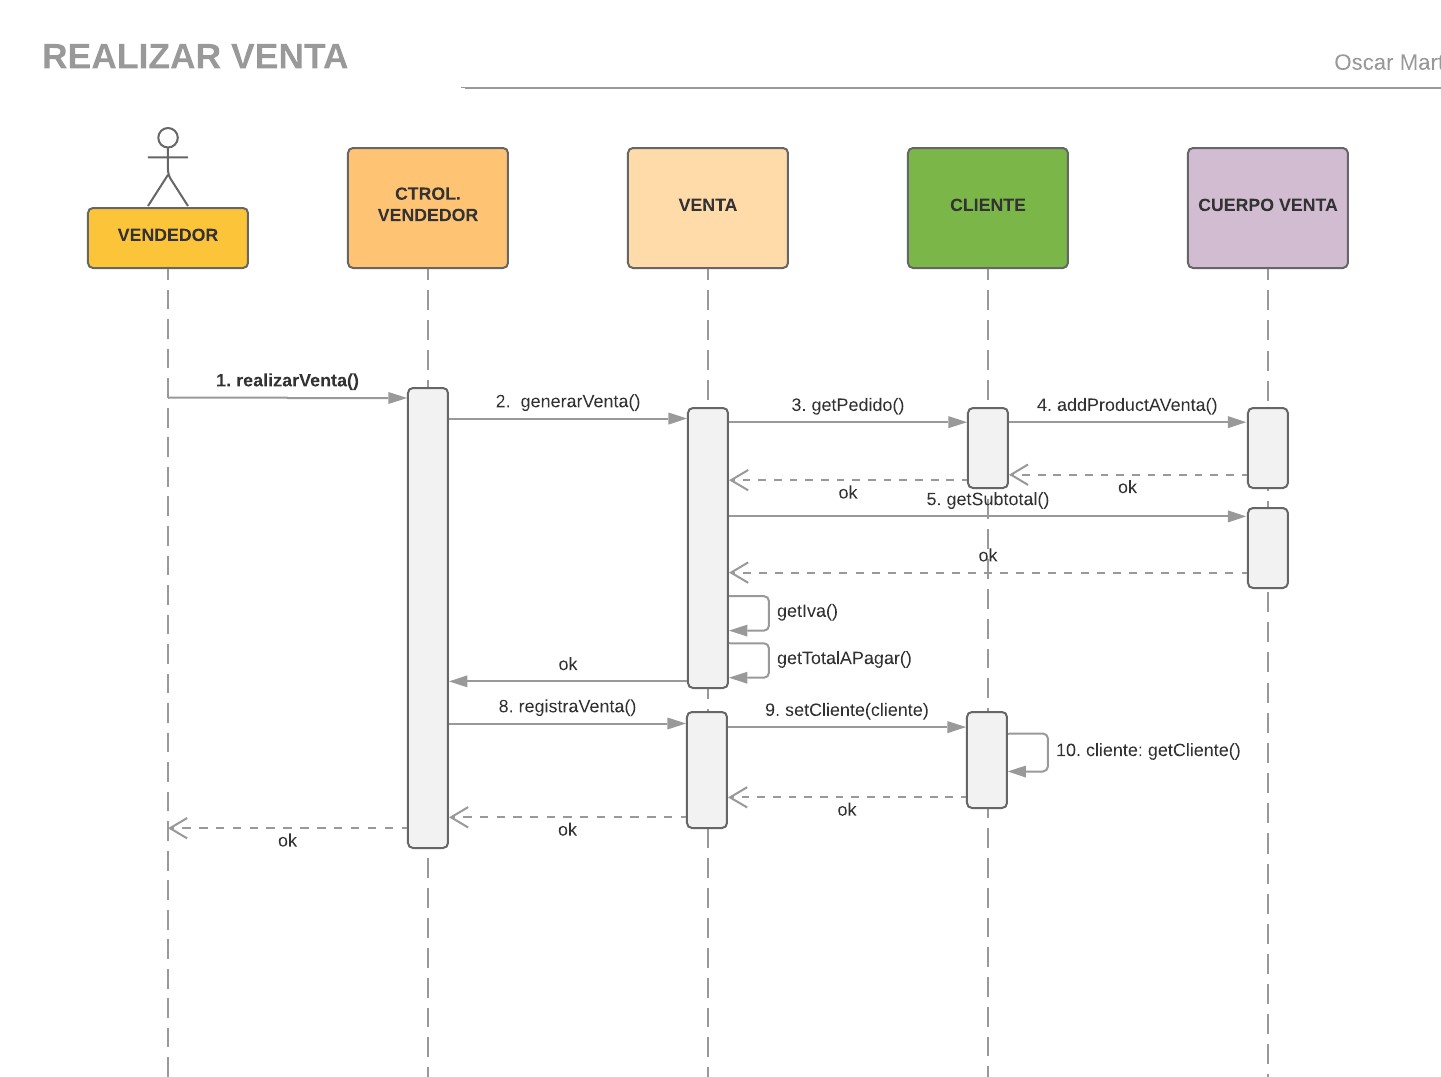 REALIZAR VENTA
Oscar Mart
VENDEDOR
CTROL.
VENDEDOR
VENTA
CLIENTE
CUERPO VENTA
1. realizarVenta()
2. generarVenta()
3. getPedido()
4. addProductAVenta()
ok
ok
5. getSubtotal()
ok
getIva()
getTotalAPagar()
ok
8. registraVenta()
9. setCliente(cliente)
10. cliente: getCliente()
ok
ok
ok